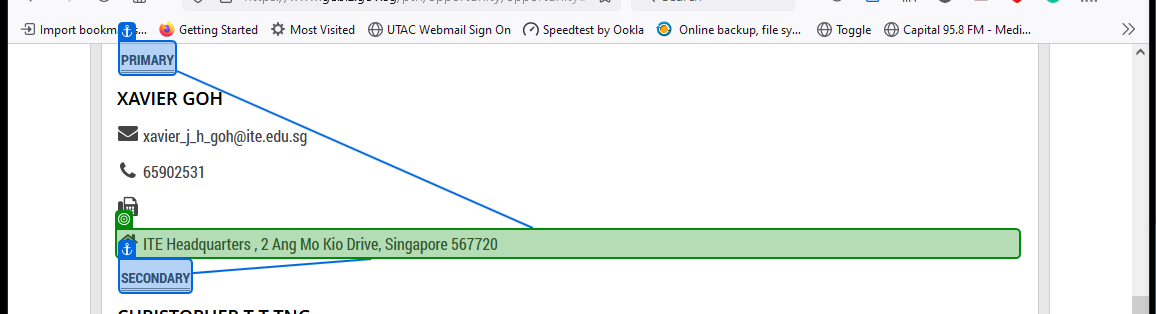 Import bookm s... Getting Started Most Visited UTAC Webmail Sign On Speedtest by Ookla Online backup, file sy... Toggle Capital 95.8 FM - Medi...
PRIMARY
XAVIER GOH
xavier_j_h_goh@ite.edu.sg
65902531
ITE Headquarters , 2 Ang Mo Kio Drive, Singapore 567720
SECONDARY